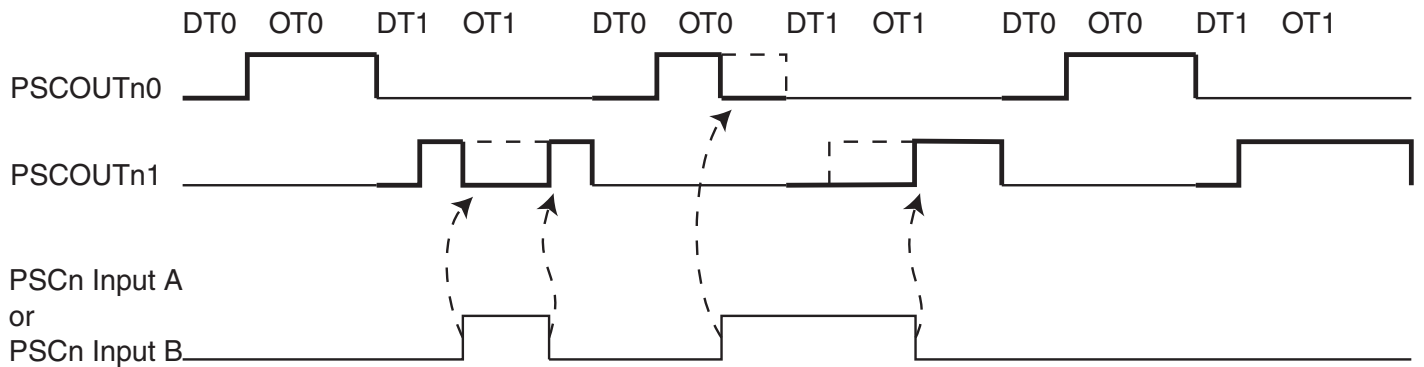 DT0 OT0 DT1 OT1 DT0 OT0 DT1 OT1 DT0 OT0 DT1 OT1
PSCOUTn0
PSCOUTn1
PSCn Input A
or
PSCn Input B